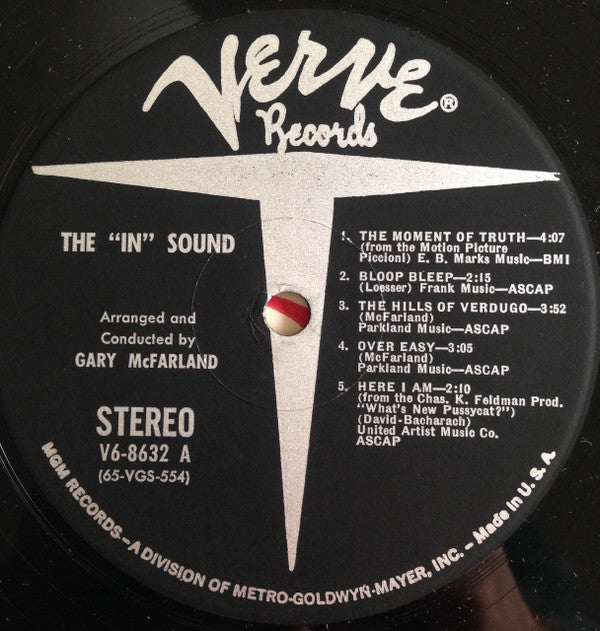 VERVE®
Records
THE "IN" SOUND
Arranged and
Conducted by
GARY McFARLAND
STEREO
V6-8632 A
(65-VGS-554)
1. THE MOMENT OF TRUTH—4:07
(from the Motion Picture
Piccioni) E. B. Marks Music—BMI
2. BLOOP BLEEP—2:15
(Loesser) Frank Music—ASCAP
3. THE HILLS OF VERDUGO—3:52
(McFarland)
Parkland Music—ASCAP
4. OVER EASY—3:05
(McFarland)
Parkland Music—ASCAP
5. HERE I AM—2:10
(from the Chas. K. Feldman Prod.
"What's New Pussycat?")
(David-Bacharach)
United Artist Music Co.
ASCAP
MGM RECORDS—A DIVISION OF METRO-GOLDWYN-MAYER, INC. – Made in U. S. A.